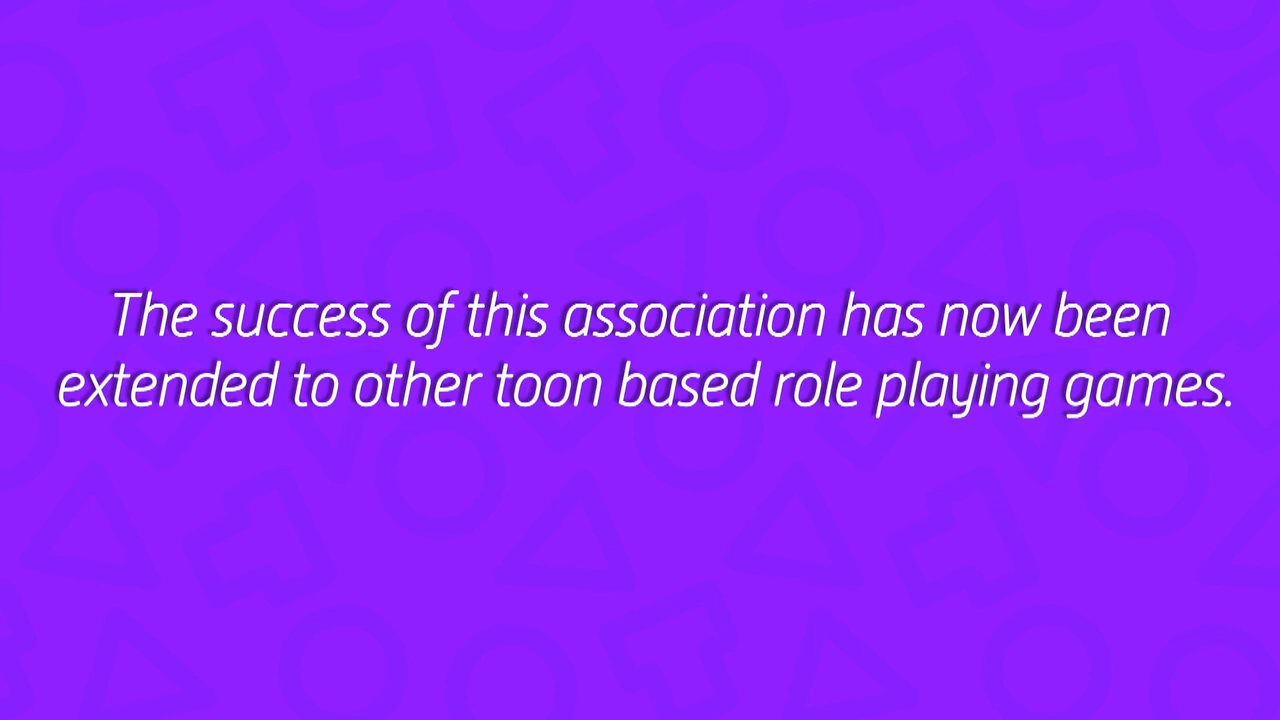 The success of this association has now been
extended to other toon based role playing games.